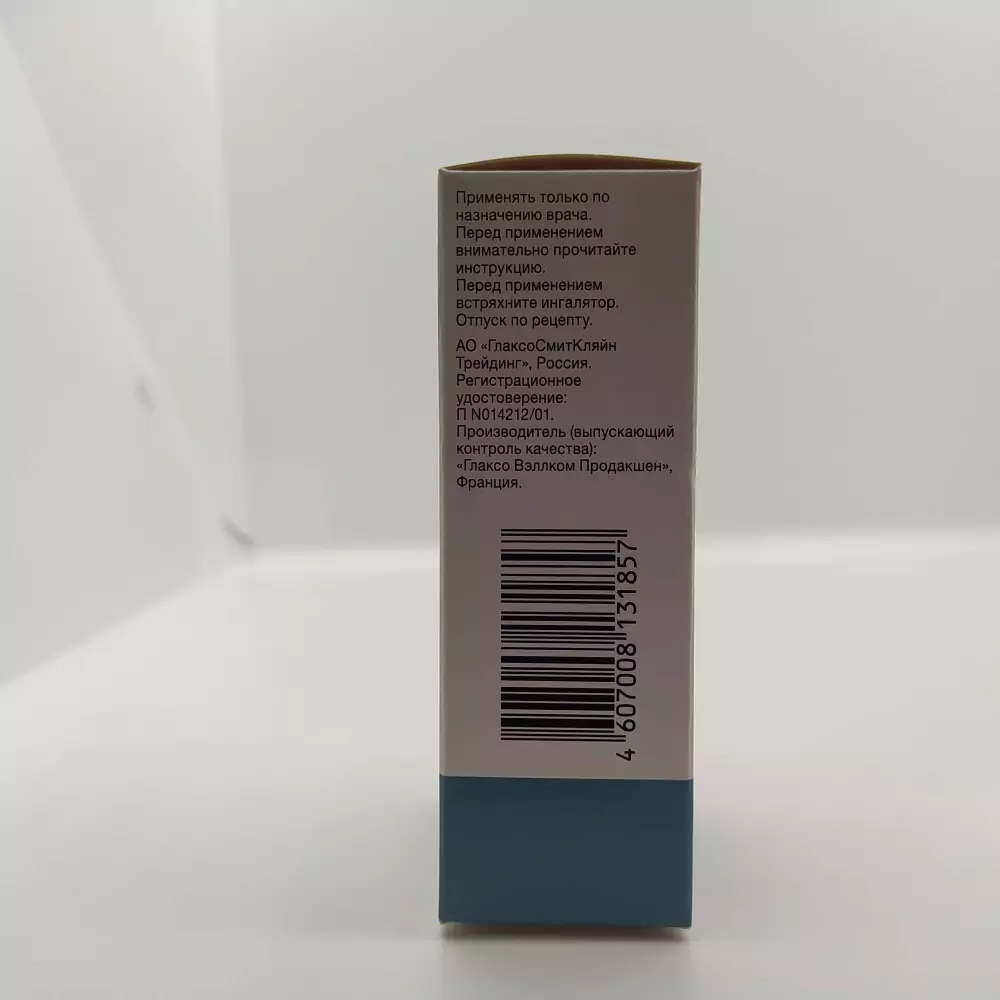 Применять только по
назначению врача.
Перед применением
внимательно прочитайте
инструкцию.
Перед применением
встряхните ингалятор.
Отпуск по рецепту.
АО «ГлаксоСмитКляйн
Трейдинг», Россия.
Регистрационное
удостоверение:
П N014212/01.
Производитель (выпускающий
контроль качества):
«Глаксо Вэллком Продакшен»,
Франция.
4 607008 131857